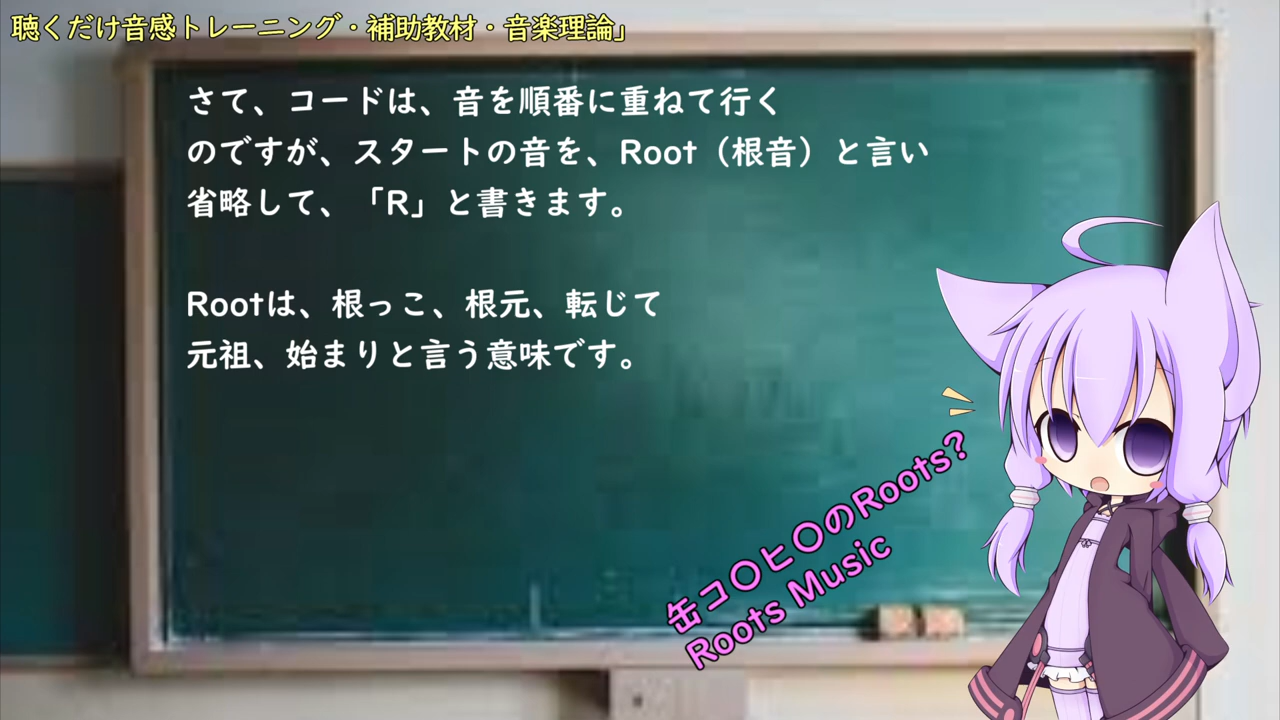 聴くだけ音感トレーニング・補助教材・音楽理論」
さて、コードは、音を順番に重ねて行く
のですが、スタートの音を、Root（根音）と言い
省略して、「R」と書きます。
Rootは、根っこ、根元、転じて
元祖、始まりと言う意味です。
缶コ〇ヒ〇のRoots?
Roots Music